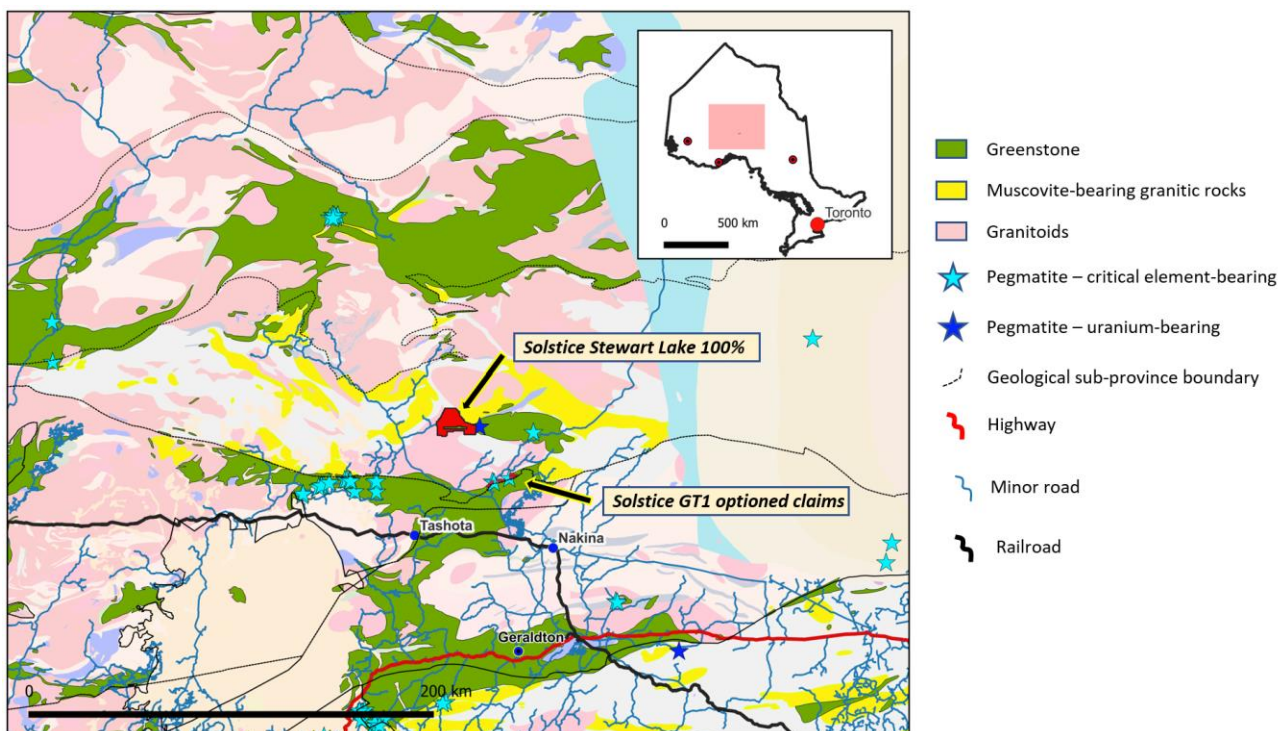 Toronto
0 500 km
Solstice Stewart Lake 100%
Solstice GT1 optioned claims
Tashota
Nakina
Geraldton
0 200 km
Greenstone
Muscovite-bearing granitic rocks
Granitoids
Pegmatite – critical element-bearing
Pegmatite – uranium-bearing
Geological sub-province boundary
Highway
Minor road
Railroad